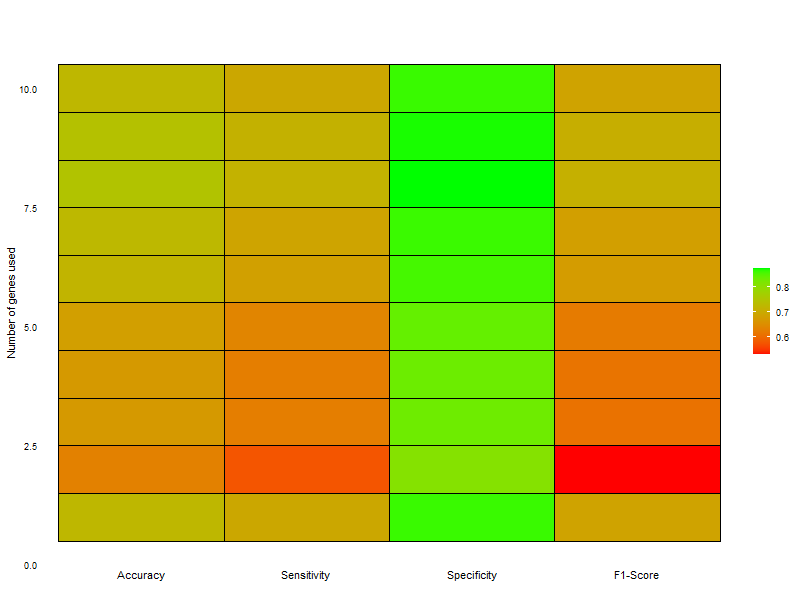 10.0
7.5
5.0
2.5
0.0
Number of genes used
Accuracy
Sensitivity
Specificity
F1-Score
0.8
0.7
0.6